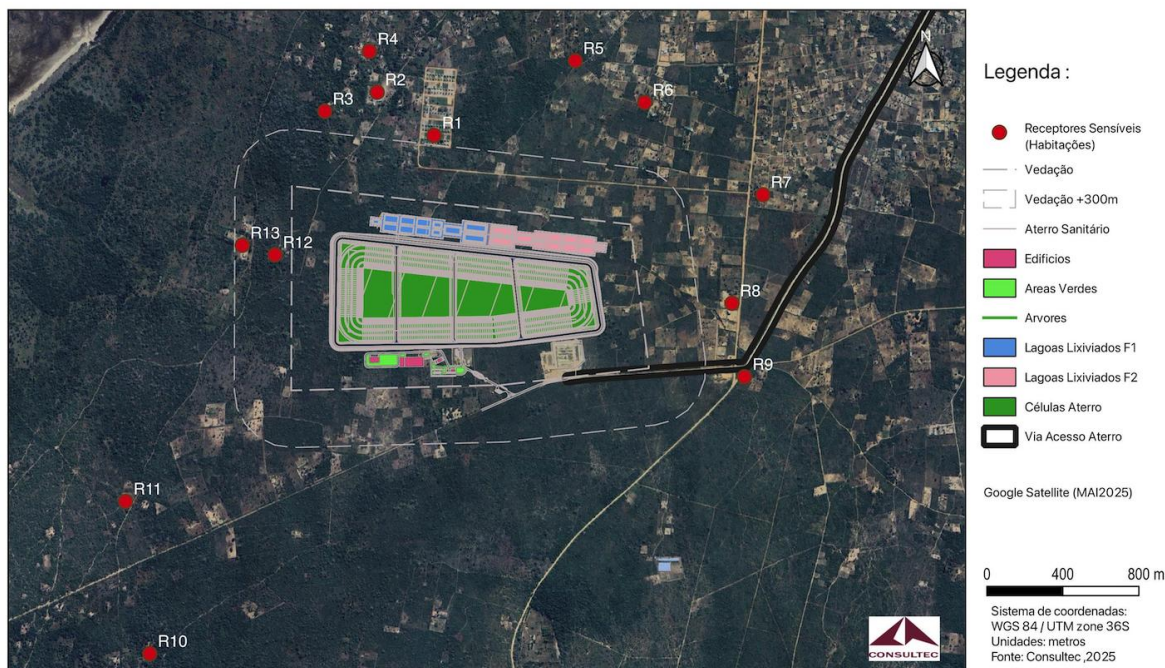 R4
R5
R2
R6
R3
R1
R7
R13
R12
R8
R9
R11
R10
N
CONSULTEC
Legenda :
Receptores Sensíveis
(Habitações)
Vedação
Vedação +300m
Aterro Sanitário
Edificios
Areas Verdes
Arvores
Lagoas Lixiviados F1
Lagoas Lixiviados F2
Células Aterro
Via Acesso Aterro
Google Satellite (MAI2025)
0 400 800 m
Sistema de coordenadas:
WGS 84 / UTM zone 36S
Unidades: metros
Fonte: Consultec ,2025